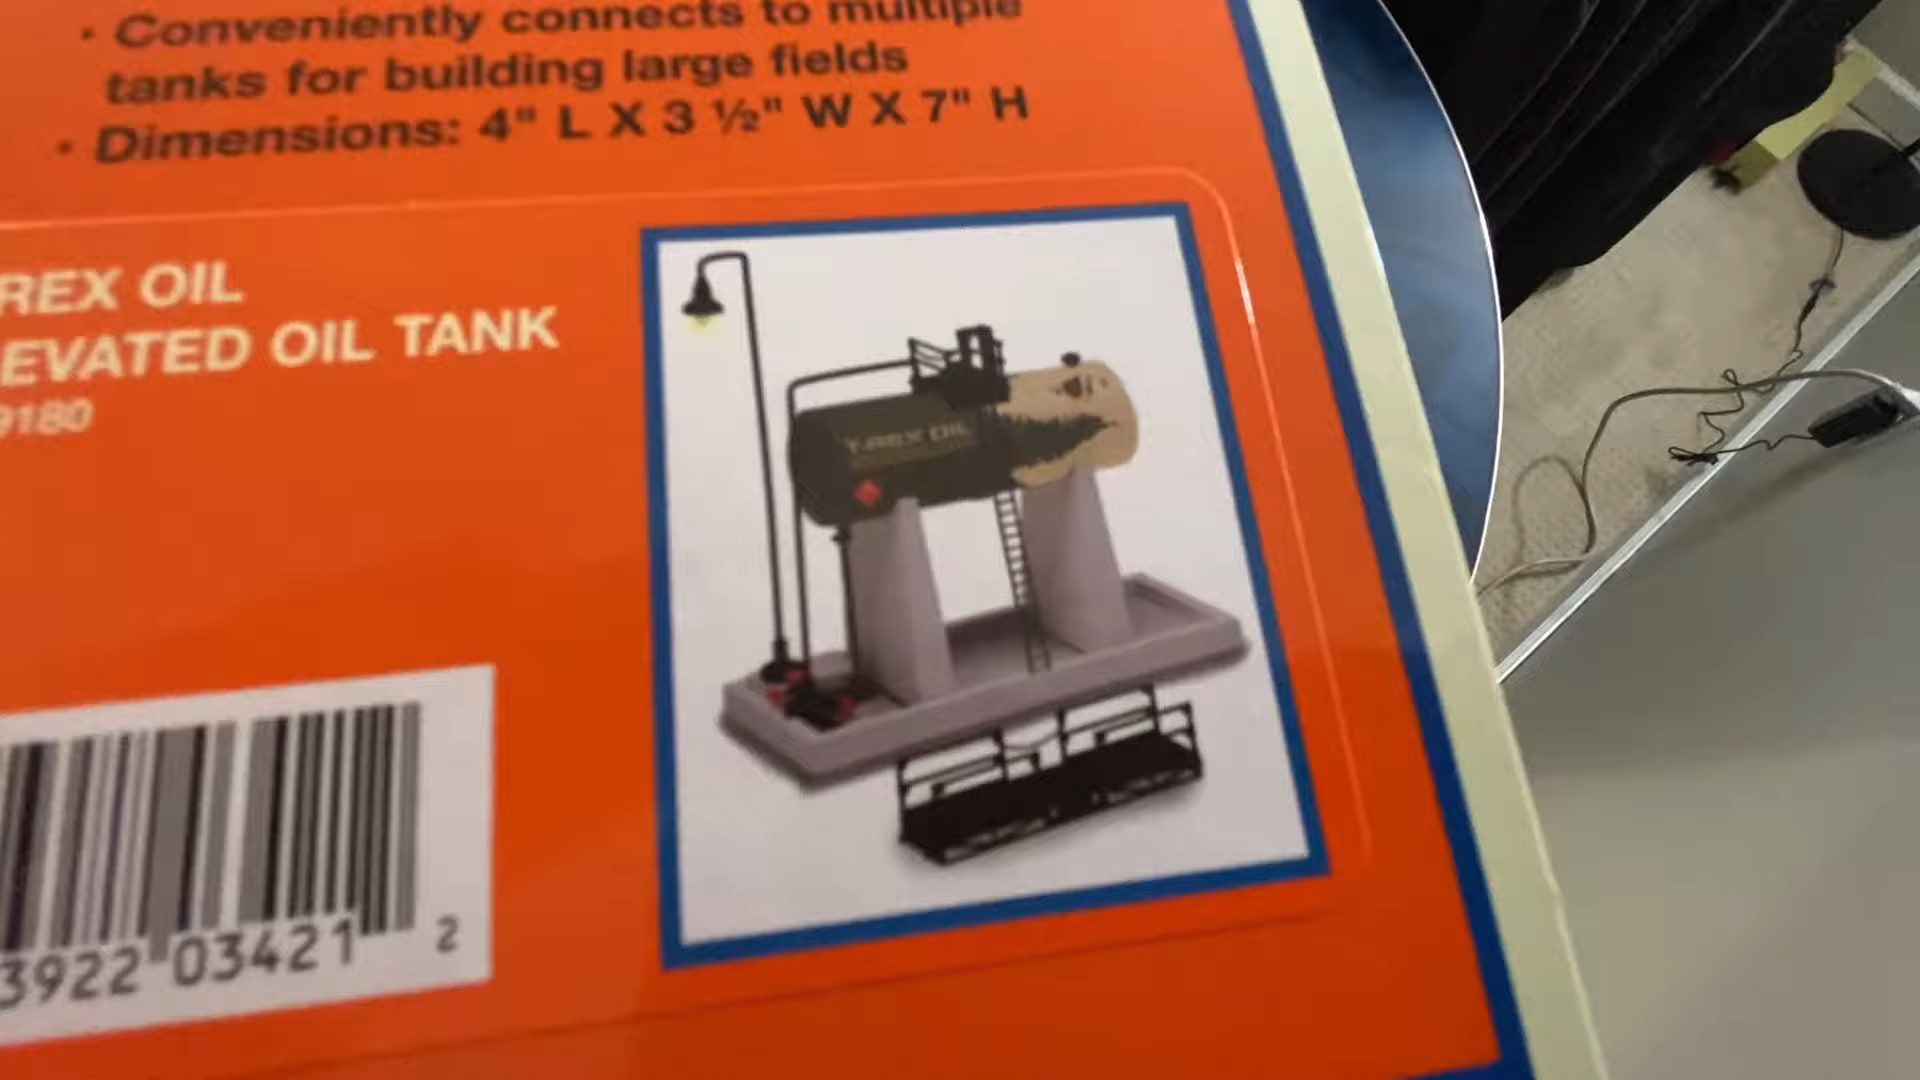 · Conveniently connects to multiple
tanks for building large fields
· Dimensions: 4" L X 3 ½" W X 7" H
REX OIL
EVATED OIL TANK
9180
T-REX OIL
3922 03421 2